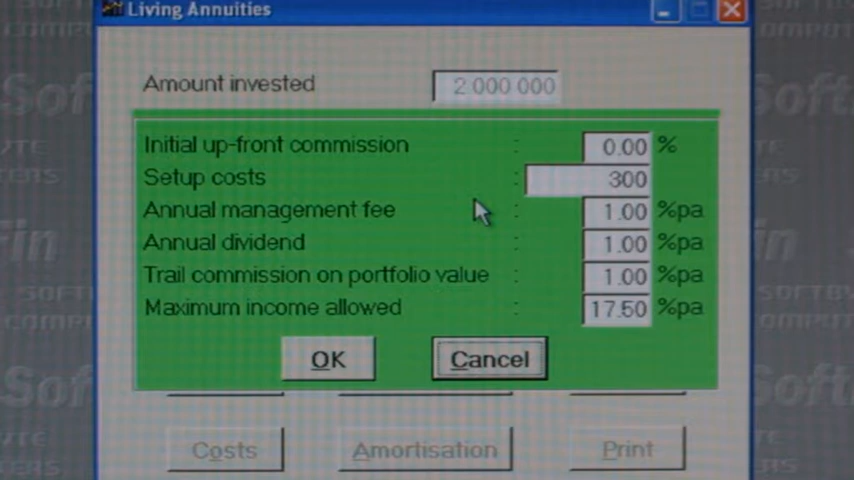 Living Annuities
Amount invested 2 000 000
Initial up-front commission : 0.00 %
Setup costs : 300
Annual management fee : 1.00 %pa
Annual dividend : 1.00 %pa
Trail commission on portfolio value : 1.00 %pa
Maximum income allowed : 17.50 %pa
OK Cancel
Costs Amortisation Print